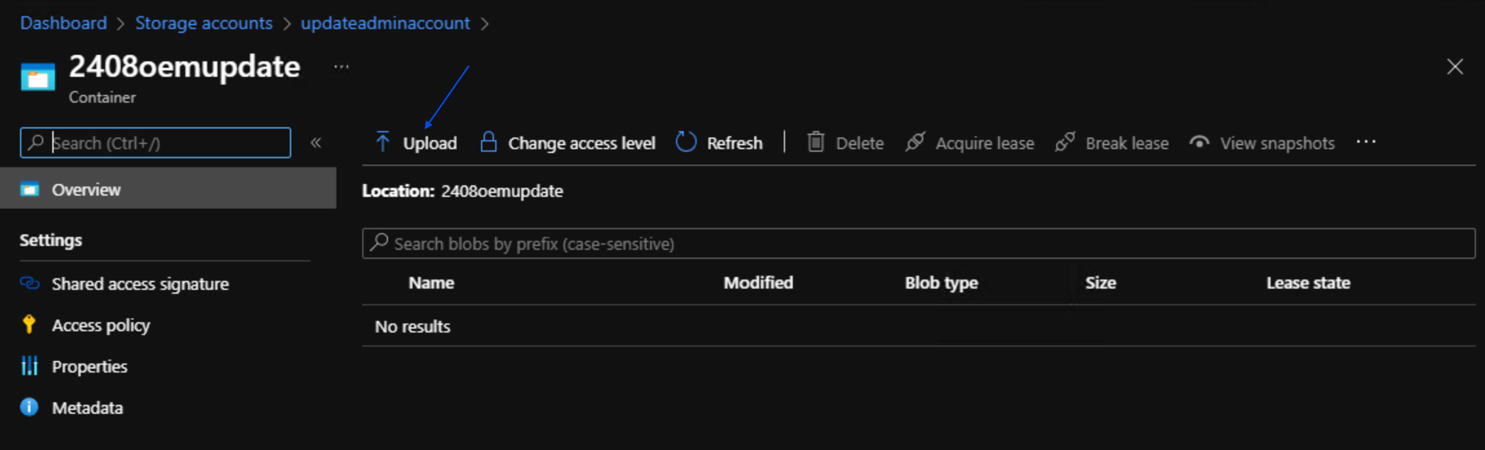 Dashboard > Storage accounts > updateadminaccount >
2408oemupdate ...
Container
Search (Ctrl+/) «
Upload Change access level Refresh | Delete Acquire lease Break lease View snapshots ...
Overview
Location: 2408oemupdate
Settings
Search blobs by prefix (case-sensitive)
Shared access signature
Name Modified Blob type Size Lease state
Access policy
No results
Properties
Metadata